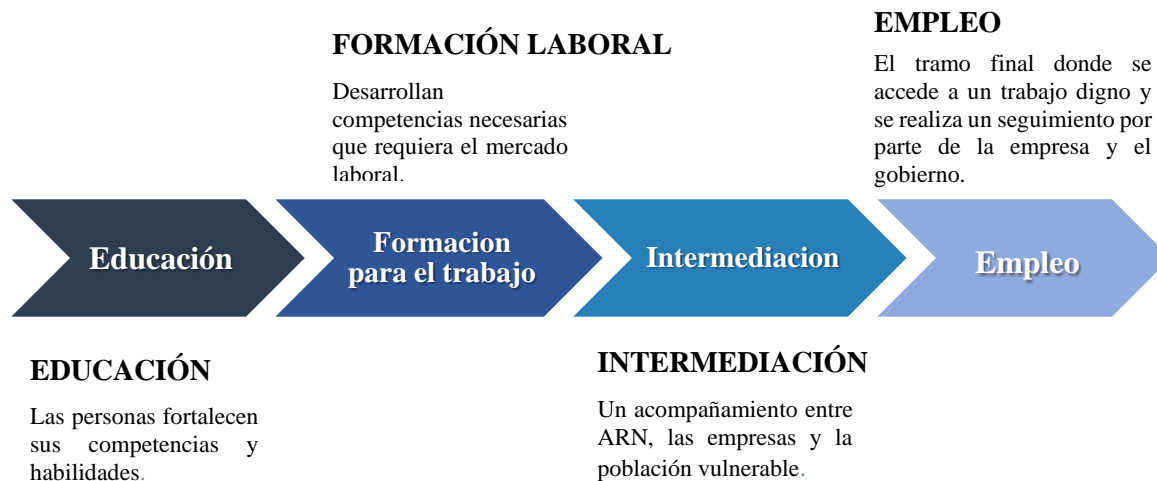 FORMACIÓN LABORAL
Desarrollan
competencias necesarias
que requiera el mercado
laboral.
EMPLEO
El tramo final donde se
accede a un trabajo digno y
se realiza un seguimiento por
parte de la empresa y el
gobierno.
Educación
Formacion
para el trabajo
Intermediacion
Empleo
EDUCACIÓN
Las personas fortalecen
sus competencias y
habilidades.
INTERMEDIACIÓN
Un acompañamiento entre
ARN, las empresas y la
población vulnerable.